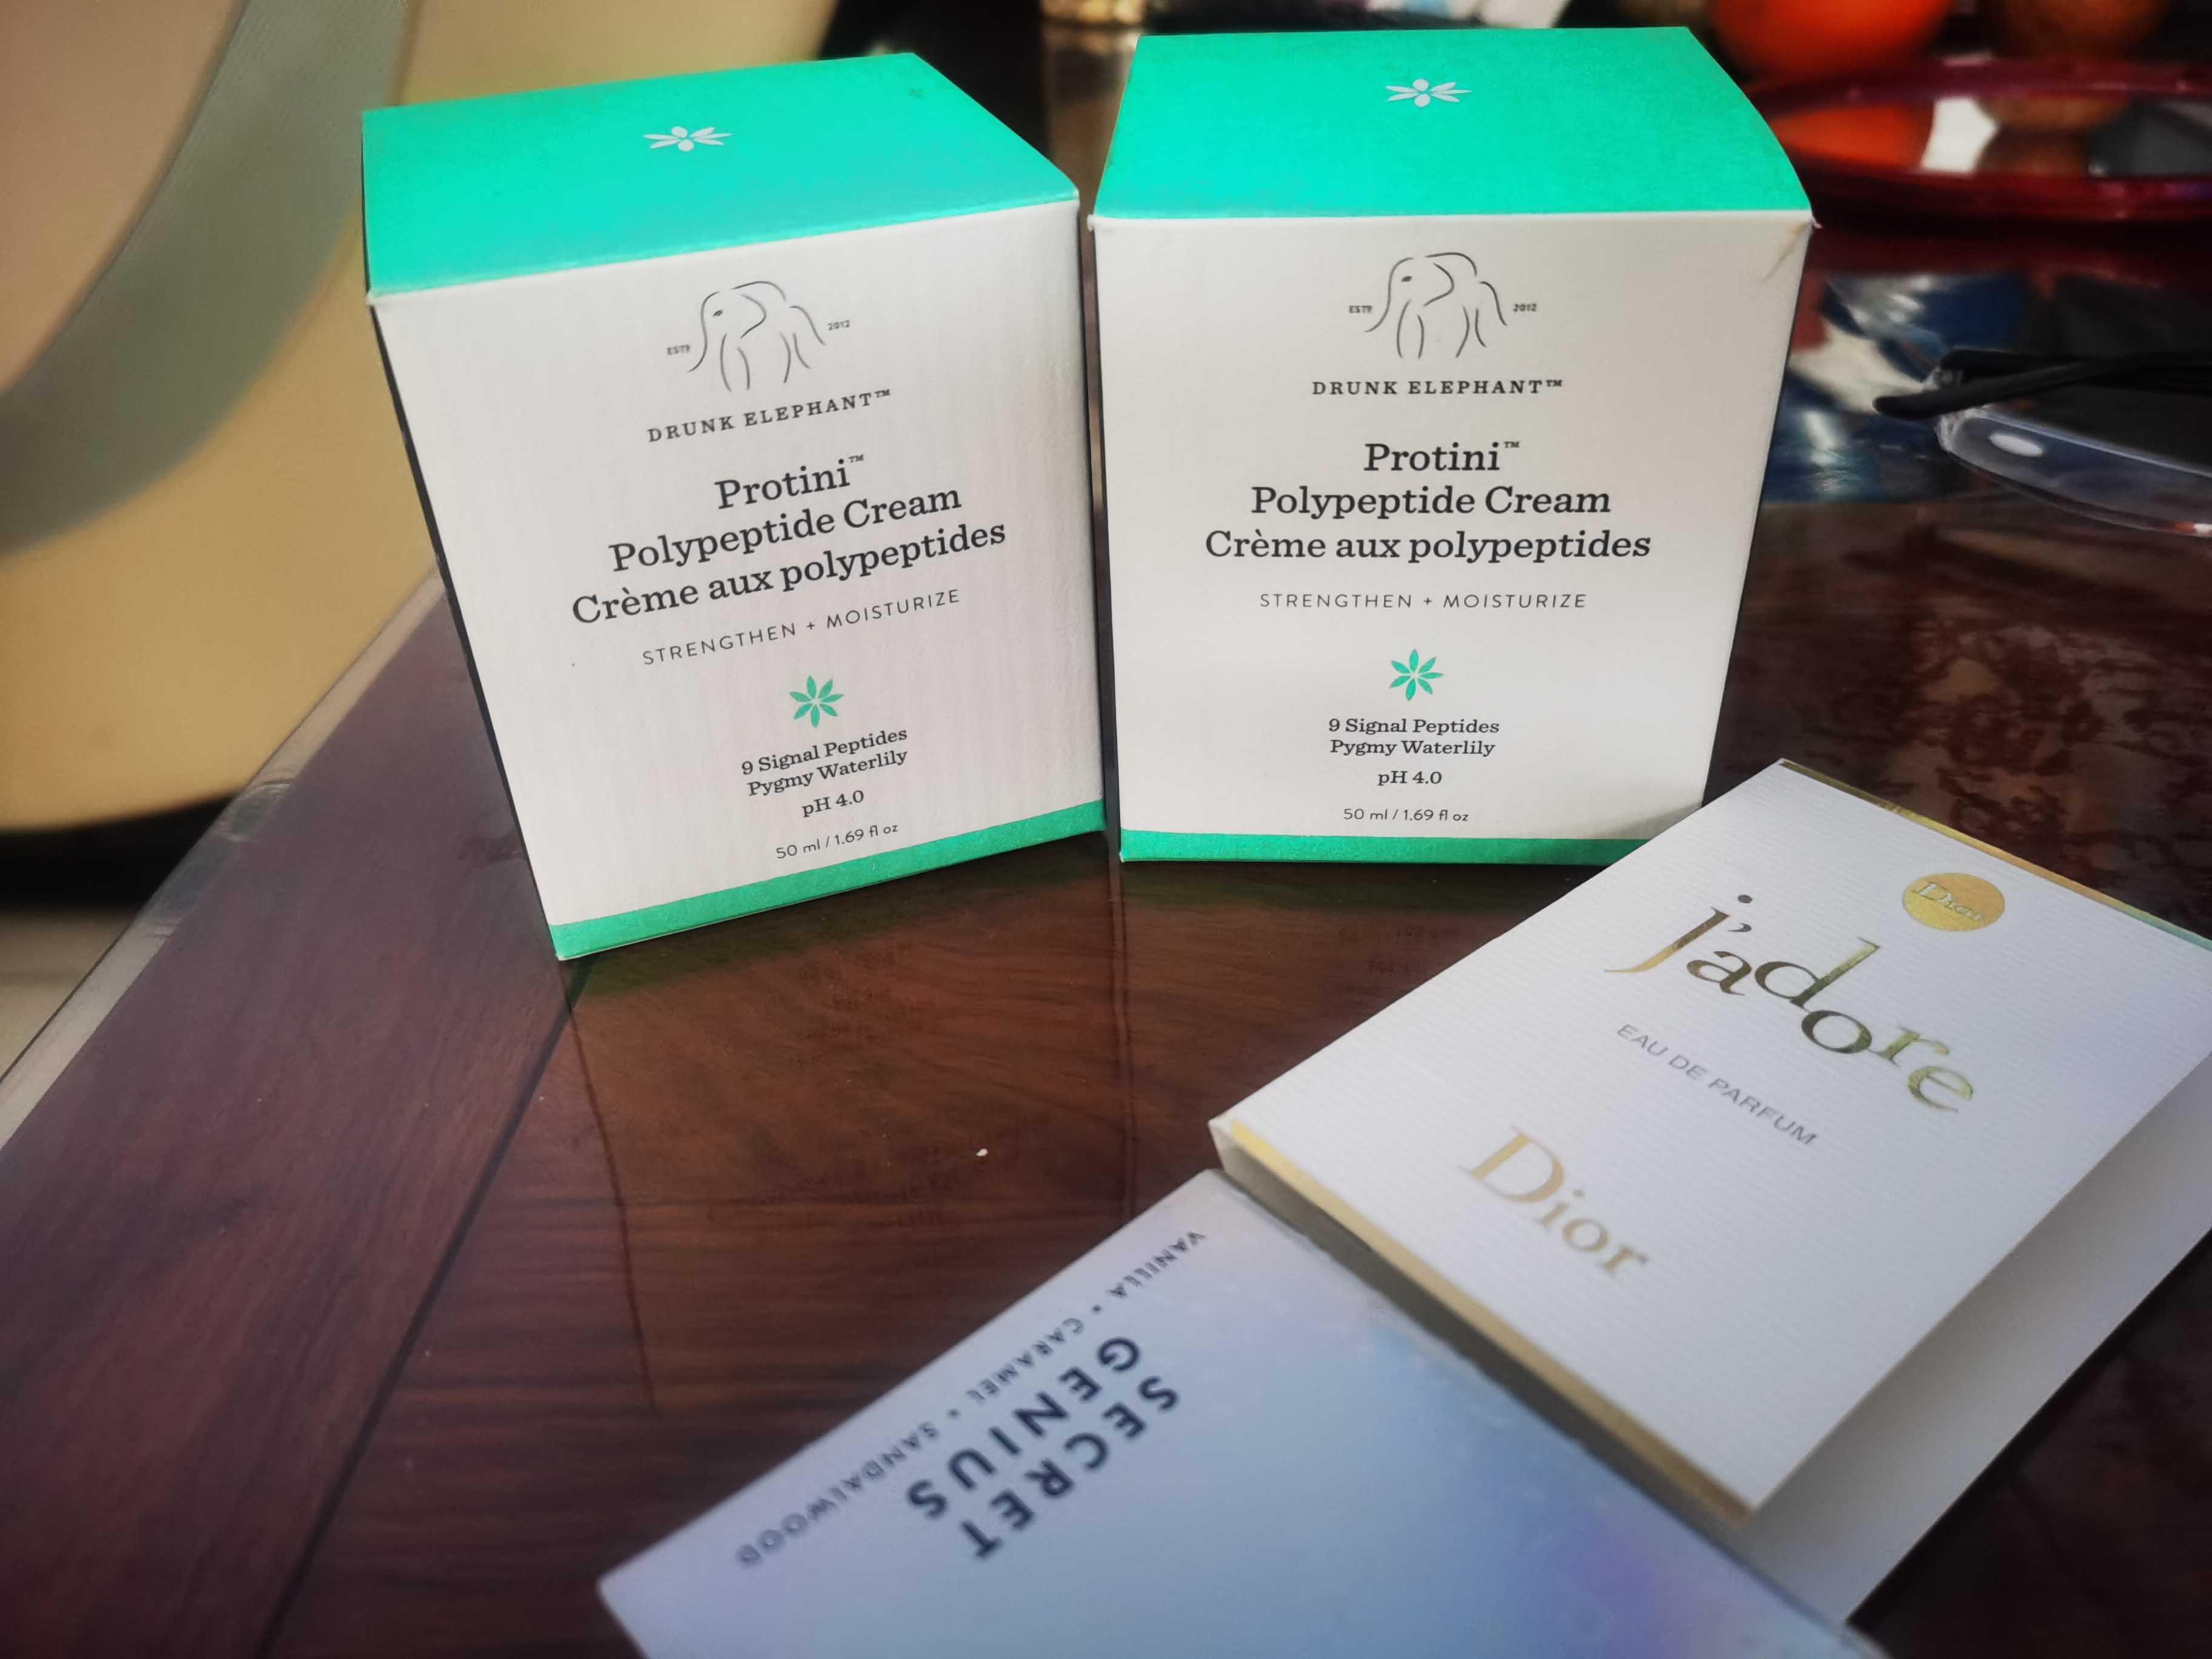 ESTD 2012
DRUNK ELEPHANT™
Protini™
Polypeptide Cream
Crème aux polypeptides
STRENGTHEN + MOISTURIZE
9 Signal Peptides
Pygmy Waterlily
pH 4.0
50 ml / 1.69 fl oz
ESTD 2012
DRUNK ELEPHANT™
Protini™
Polypeptide Cream
Crème aux polypeptides
STRENGTHEN + MOISTURIZE
9 Signal Peptides
Pygmy Waterlily
pH 4.0
50 ml / 1.69 fl oz
Dior
j'adore
EAU DE PARFUM
Dior
SECRET
GENIUS
VANILLA • CARAMEL • SANDALWOOD